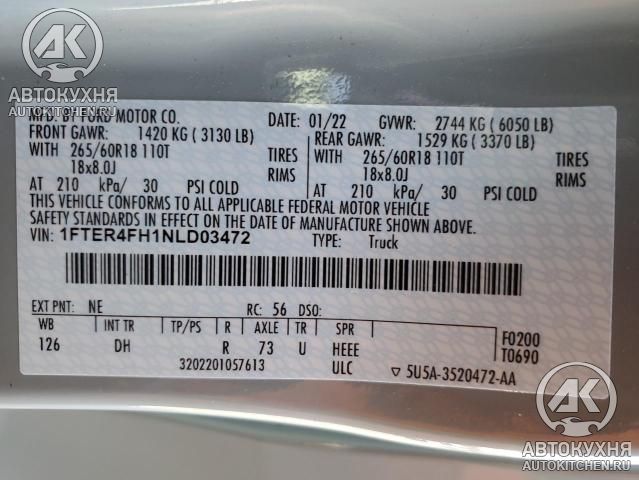 АК
АВТОКУХНЯ
AUTOKITCHEN.RU
MFD. BY FORD MOTOR CO. DATE: 01/22 GVWR: 2744 KG ( 6050 LB)
FRONT GAWR: 1420 KG ( 3130 LB) REAR GAWR: 1529 KG ( 3370 LB)
WITH 265/60R18 110T TIRES WITH 265/60R18 110T TIRES
18x8.0J RIMS 18x8.0J RIMS
AT 210 kPa/ 30 PSI COLD AT 210 kPa/ 30 PSI COLD
THIS VEHICLE CONFORMS TO ALL APPLICABLE FEDERAL MOTOR VEHICLE
SAFETY STANDARDS IN EFFECT ON THE DATE OF MANUFACTURE SHOWN ABOVE.
VIN: 1FTER4FH1NLD03472 TYPE: Truck
EXT PNT: NE RC: 56 DSO:
WB INT TR TP/PS R AXLE TR SPR F0200
126 DH R 73 U HEEE T0690
3202201057613 ULC ▽ 5U5A-3520472-AA
АК
АВТОКУХНЯ
AUTOKITCHEN.RU